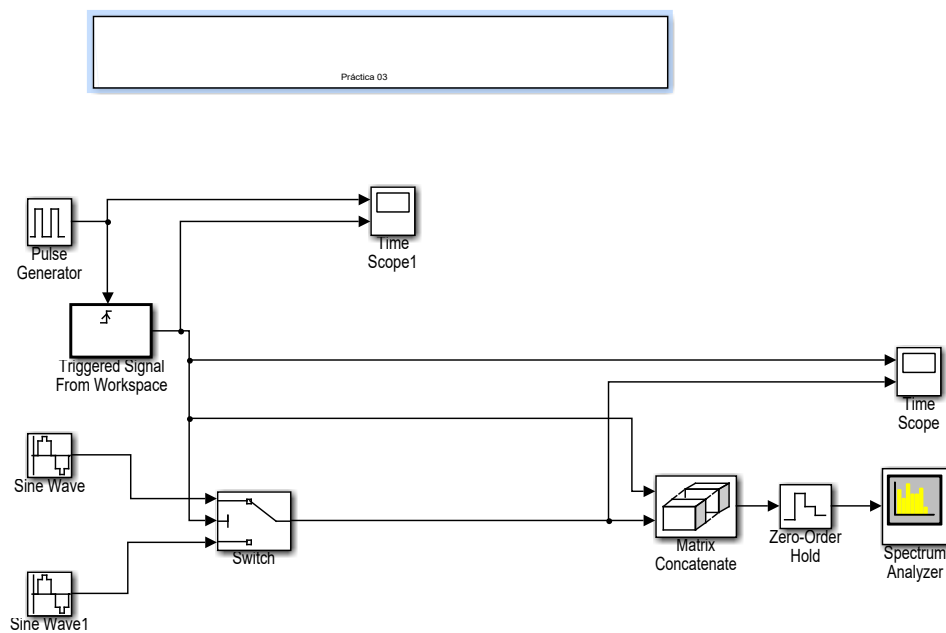 Práctica 03
Pulse
Generator
Time
Scope1
Triggered Signal
From Workspace
Time
Scope
Sine Wave
Switch
Matrix
Concatenate
Zero-Order
Hold
Spectrum
Analyzer
Sine Wave1